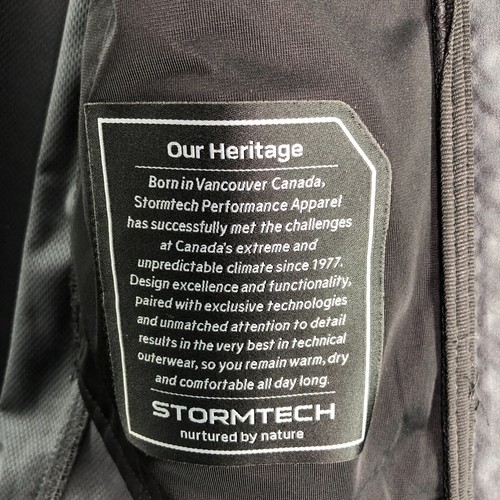 Our Heritage
Born in Vancouver Canada,
Stormtech Performance Apparel
has successfully met the challenges
at Canada's extreme and
unpredictable climate since 1977.
Design excellence and functionality,
paired with exclusive technologies
and unmatched attention to detail
results in the very best in technical
outerwear, so you remain warm, dry
and comfortable all day long.
STORMTECH
nurtured by nature